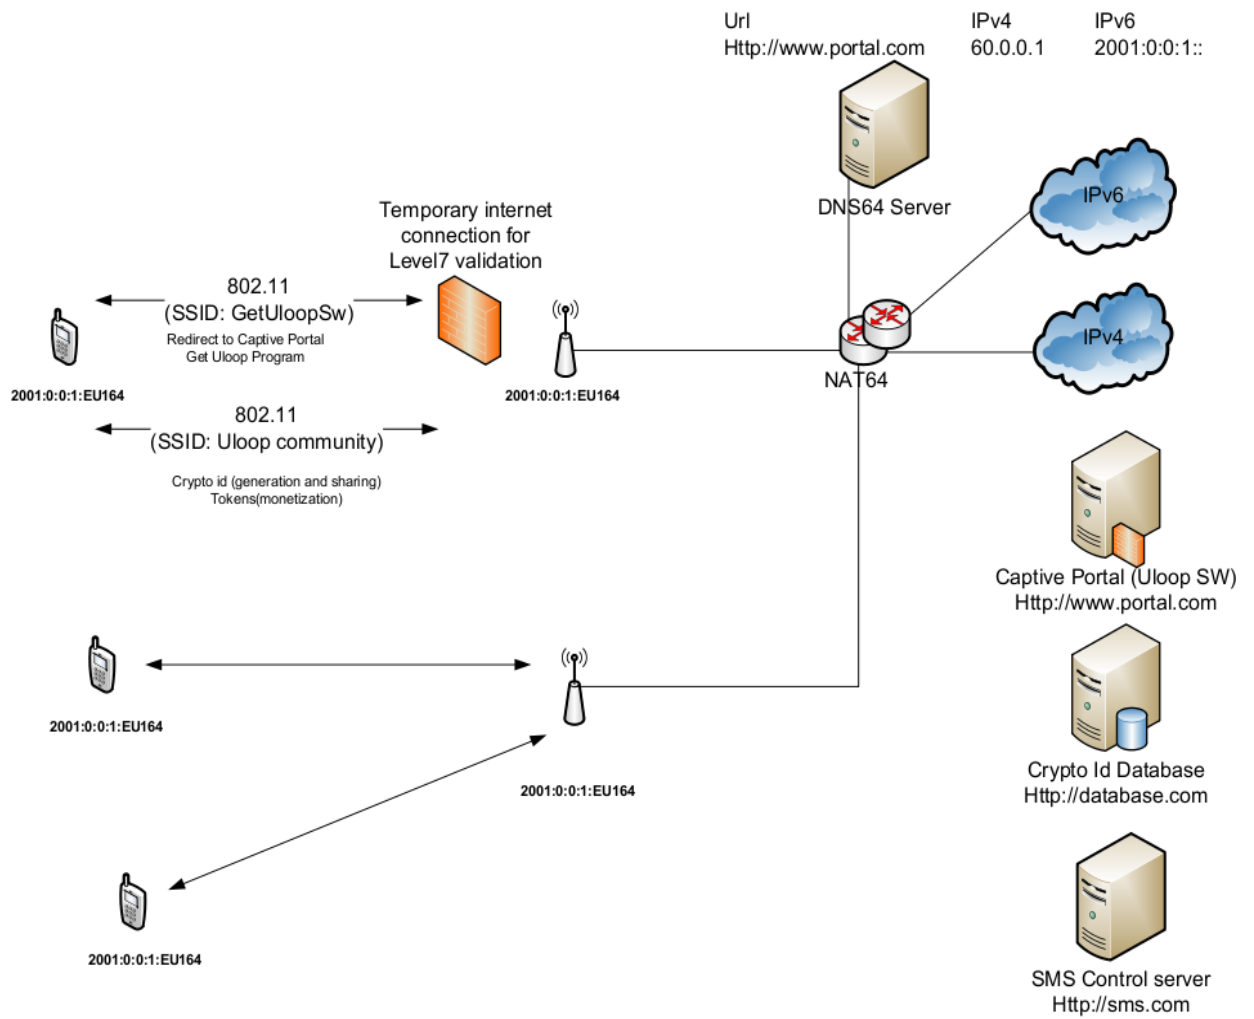 Url IPv4 IPv6
Http://www.portal.com 60.0.0.1 2001:0:0:1::
DNS64 Server
IPv6
Temporary internet
connection for
Level7 validation
802.11
(SSID: GetUloopSw)
Redirect to Captive Portal
Get Uloop Program
IPv4
NAT64
2001:0:0:1:EU164
2001:0:0:1:EU164
802.11
(SSID: Uloop community)
Crypto id (generation and sharing)
Tokens(monetization)
Captive Portal (Uloop SW)
Http://www.portal.com
2001:0:0:1:EU164
2001:0:0:1:EU164
Crypto Id Database
Http://database.com
2001:0:0:1:EU164
SMS Control server
Http://sms.com